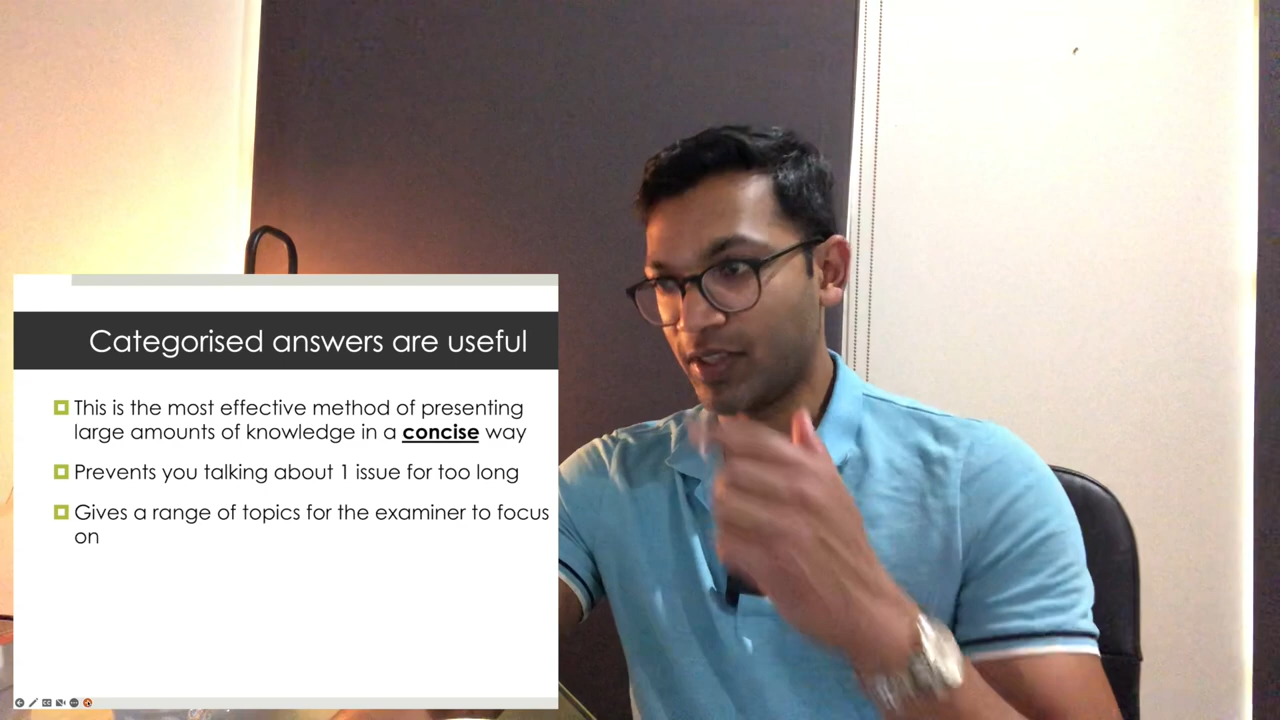 Categorised answers are useful
This is the most effective method of presenting
large amounts of knowledge in a concise way
Prevents you talking about 1 issue for too long
Gives a range of topics for the examiner to focus
on